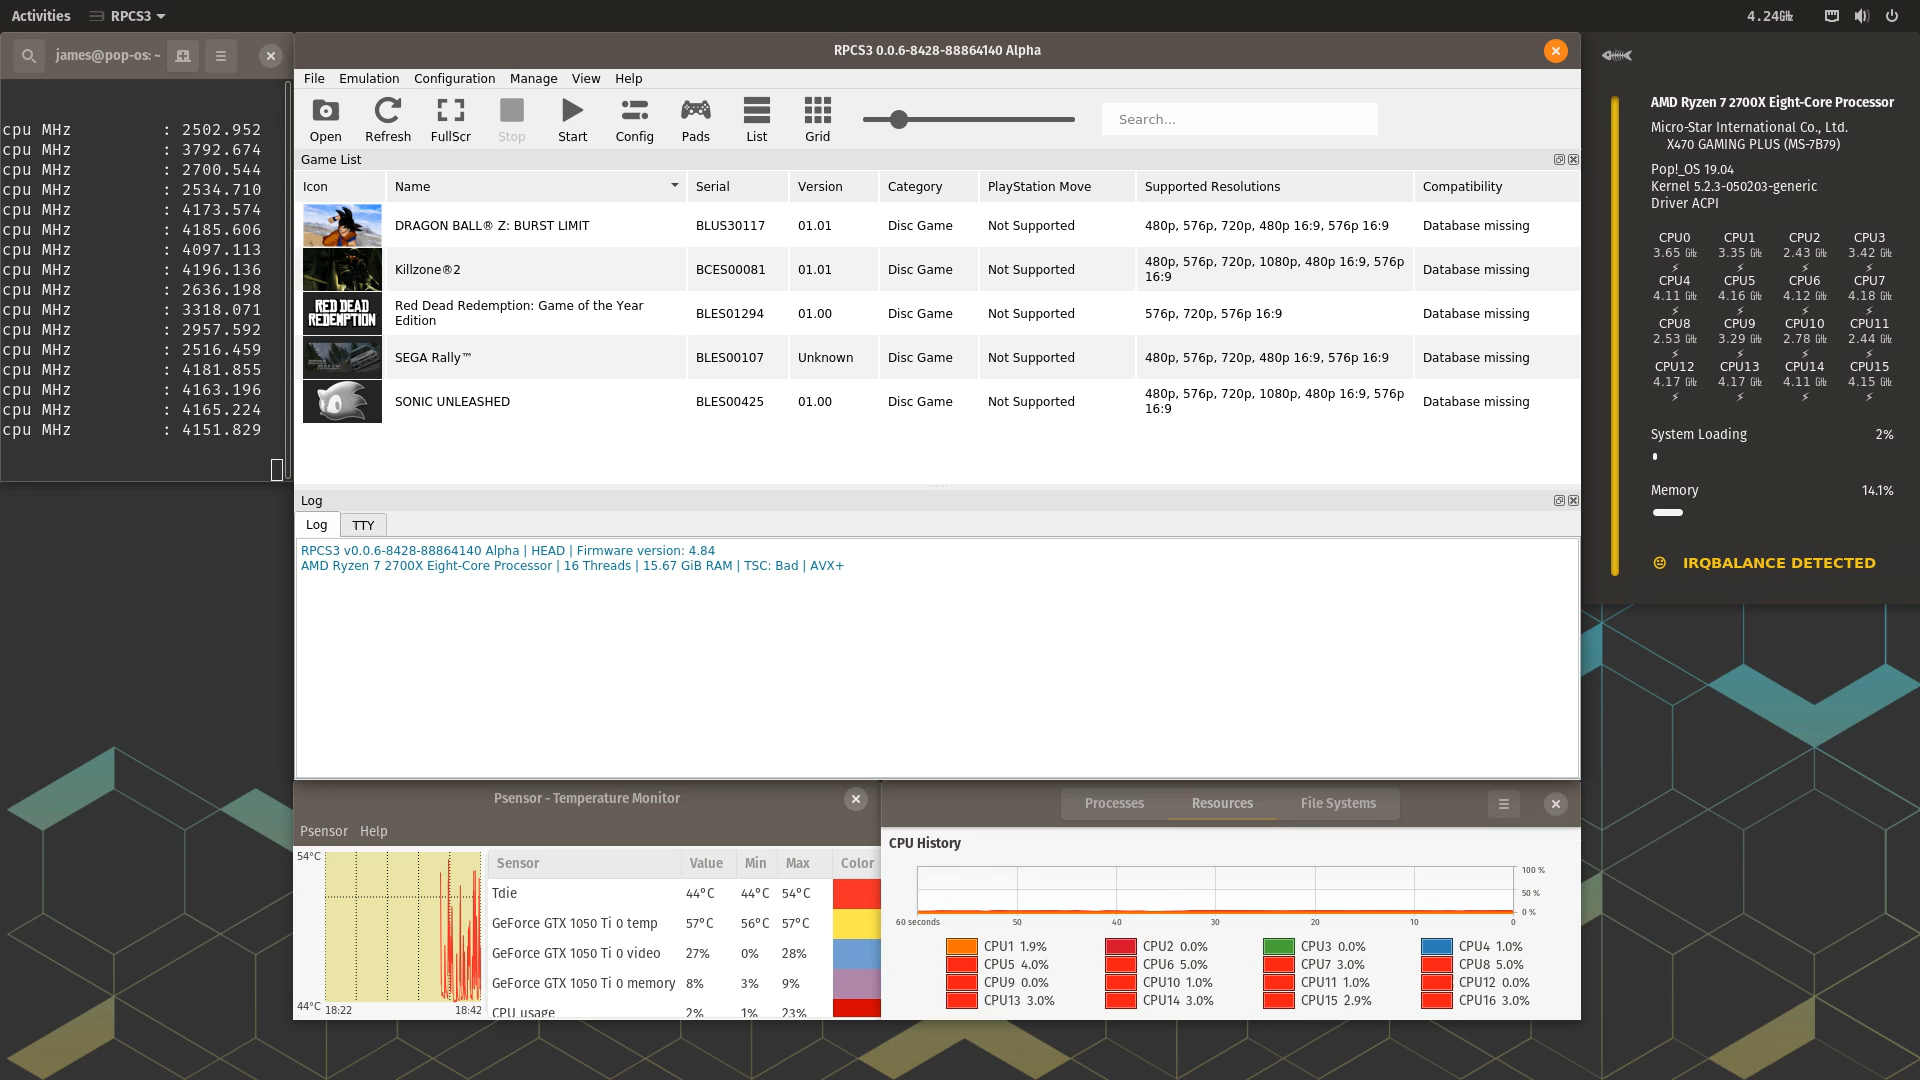 Activities
RPCS3
4.24GHz
james@pop-os: ~
cpu MHz : 2502.952
cpu MHz : 3792.674
cpu MHz : 2700.544
cpu MHz : 2534.710
cpu MHz : 4173.574
cpu MHz : 4185.606
cpu MHz : 4097.113
cpu MHz : 4196.136
cpu MHz : 2636.198
cpu MHz : 3318.071
cpu MHz : 2957.592
cpu MHz : 2516.459
cpu MHz : 4181.855
cpu MHz : 4163.196
cpu MHz : 4165.224
cpu MHz : 4151.829
RPCS3 0.0.6-8428-88864140 Alpha
File Emulation Configuration Manage View Help
Open Refresh FullScr Stop Start Config Pads List Grid
Search...
Game List
Icon Name Serial Version Category PlayStation Move Supported Resolutions Compatibility
DRAGON BALL® Z: BURST LIMIT BLUS30117 01.01 Disc Game Not Supported 480p, 576p, 720p, 480p 16:9, 576p 16:9 Database missing
Killzone®2 BCES00081 01.01 Disc Game Not Supported 480p, 576p, 720p, 1080p, 480p 16:9, 576p
16:9 Database missing
RED DEAD
REDEMPTION
Red Dead Redemption: Game of the Year
Edition BLES01294 01.00 Disc Game Not Supported 576p, 720p, 576p 16:9 Database missing
SEGA Rally™ BLES00107 Unknown Disc Game Not Supported 480p, 576p, 720p, 480p 16:9, 576p 16:9 Database missing
SONIC UNLEASHED BLES00425 01.00 Disc Game Not Supported 480p, 576p, 720p, 1080p, 480p 16:9, 576p
16:9 Database missing
Log
Log TTY
RPCS3 v0.0.6-8428-88864140 Alpha | HEAD | Firmware version: 4.84
AMD Ryzen 7 2700X Eight-Core Processor | 16 Threads | 15.67 GiB RAM | TSC: Bad | AVX+
AMD Ryzen 7 2700X Eight-Core Processor
Micro-Star International Co., Ltd.
X470 GAMING PLUS (MS-7B79)
Pop!_OS 19.04
Kernel 5.2.3-050203-generic
Driver ACPI
CPU0 CPU1 CPU2 CPU3
3.65 GHz 3.35 GHz 2.43 GHz 3.42 GHz
CPU4 CPU5 CPU6 CPU7
4.11 GHz 4.16 GHz 4.12 GHz 4.18 GHz
CPU8 CPU9 CPU10 CPU11
2.53 GHz 3.29 GHz 2.78 GHz 2.44 GHz
CPU12 CPU13 CPU14 CPU15
4.17 GHz 4.17 GHz 4.11 GHz 4.15 GHz
System Loading 2%
Memory 14.1%
IRQBALANCE DETECTED
Psensor - Temperature Monitor
Psensor Help
54°C
44°C
18:22 18:42
Sensor Value Min Max Color
Tdie 44°C 44°C 54°C
GeForce GTX 1050 Ti 0 temp 57°C 56°C 57°C
GeForce GTX 1050 Ti 0 video 27% 0% 28%
GeForce GTX 1050 Ti 0 memory 8% 3% 9%
CPU usage 2% 1% 23%
Processes Resources File Systems
CPU History
100 %
50 %
0 %
60 seconds 50 40 30 20 10 0
CPU1 1.9% CPU2 0.0% CPU3 0.0% CPU4 1.0%
CPU5 4.0% CPU6 5.0% CPU7 3.0% CPU8 5.0%
CPU9 0.0% CPU10 1.0% CPU11 1.0% CPU12 0.0%
CPU13 3.0% CPU14 3.0% CPU15 2.9% CPU16 3.0%